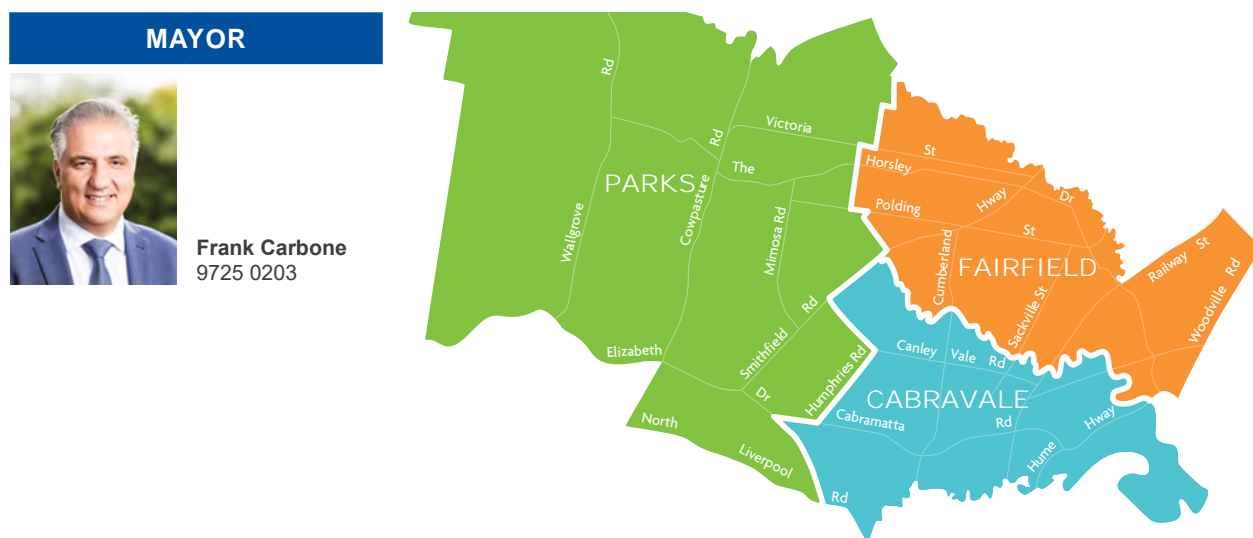 MAYOR
Frank Carbone
9725 0203
PARKS
FAIRFIELD
CABRAVALE
Rd
Wallgrove
Rd
Cowpasture
Victoria
St
The
Horsley
Dr
Mimosa Rd
Polding
St
Hway
Cumberland
Sackville St
Railway St
Woodville Rd
Elizabeth
Dr
Smithfield
Rd
Humphries Rd
Canley Vale Rd
Cabramatta
Rd
Hume
Hway
North
Liverpool
Rd